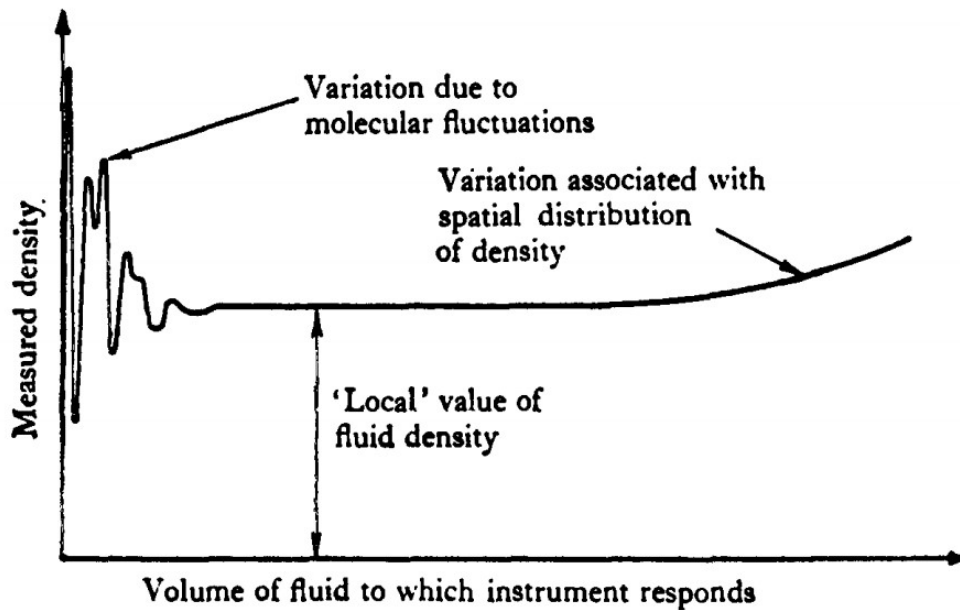 Variation due to
molecular fluctuations
Variation associated with
spatial distribution
of density
Measured density
'Local' value of
fluid density
Volume of fluid to which instrument responds